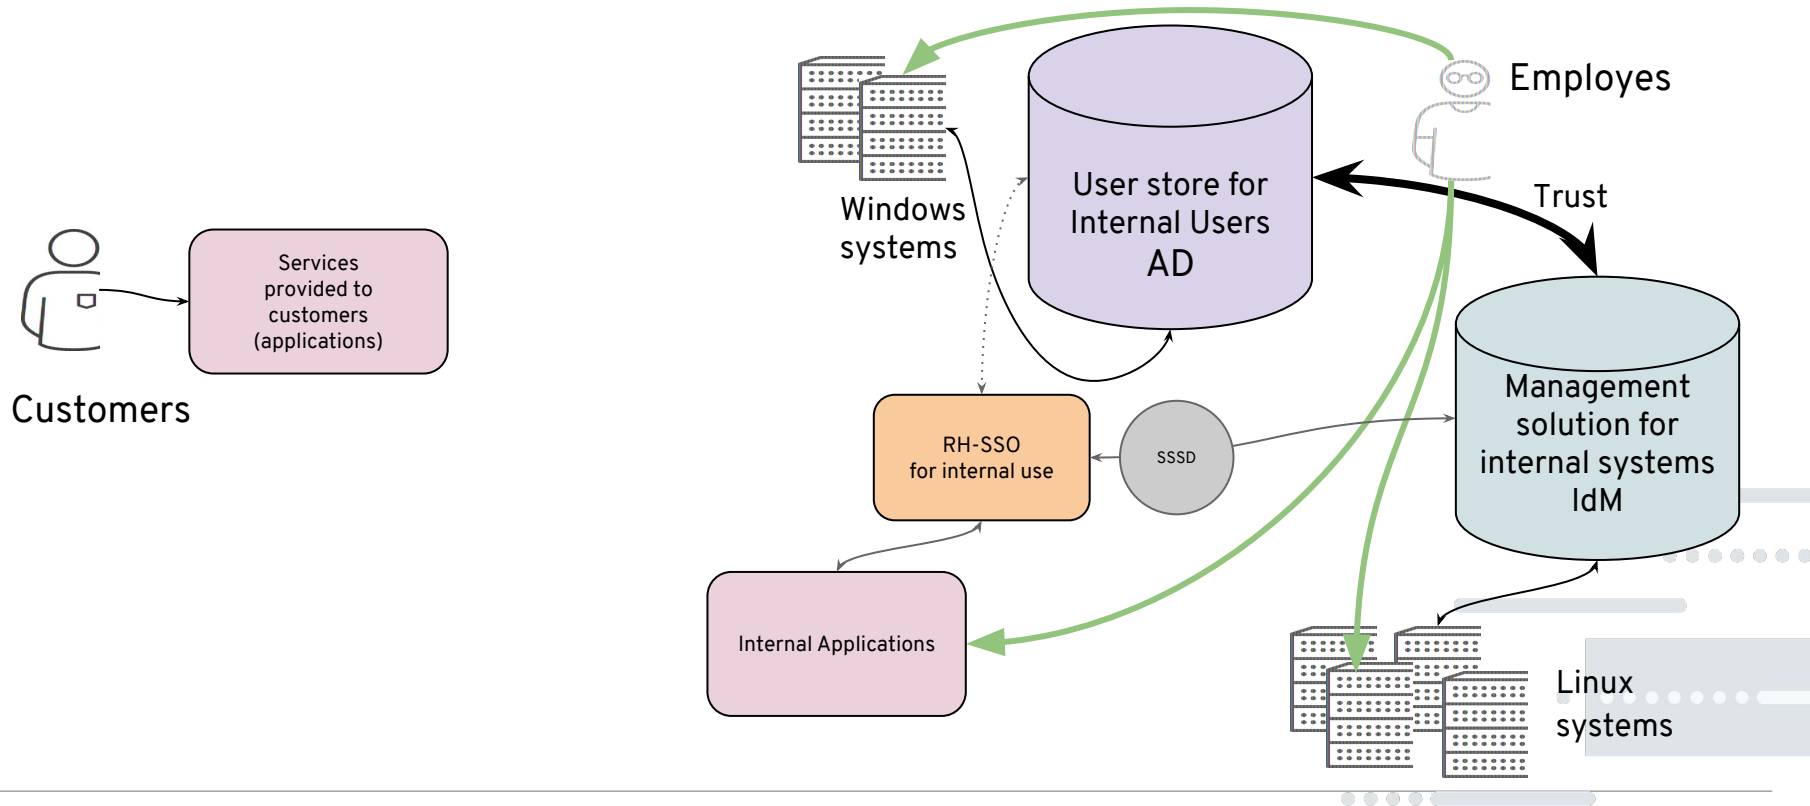 Employes
Windows
systems
User store for
Internal Users
AD
Trust
Services
provided to
customers
(applications)
Customers
Management
solution for
internal systems
IdM
RH-SSO
for internal use
SSSD
Internal Applications
Linux
systems